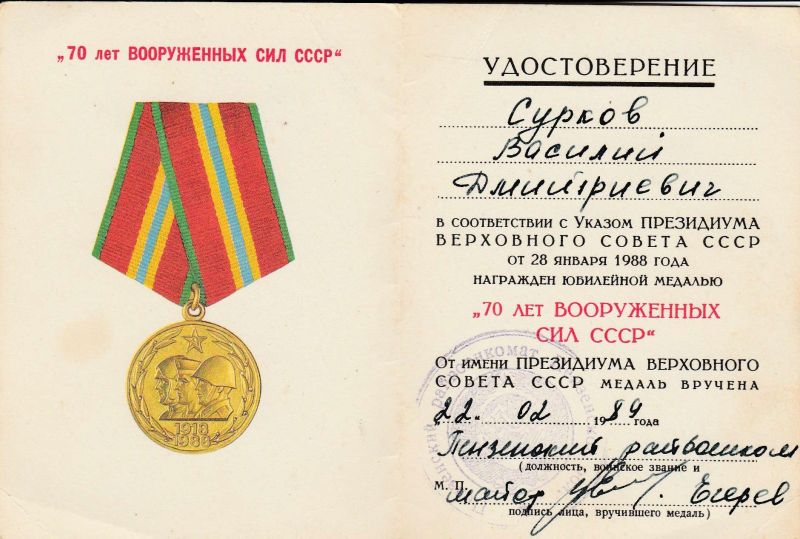 „70 лет ВООРУЖЕННЫХ СИЛ СССР“
1918
1988
УДОСТОВЕРЕНИЕ
Сурков
Василий
Дмитриевич
в соответствии с Указом ПРЕЗИДИУМА
ВЕРХОВНОГО СОВЕТА СССР
от 28 января 1988 года
награжден юбилейной медалью
„70 лет ВООРУЖЕННЫХ
СИЛ СССР“
От имени ПРЕЗИДИУМА ВЕРХОВНОГО
СОВЕТА СССР медаль вручена
„22. 02 1989 года
Пензенский райвоенком
(должность, воинское звание и
М. П. майор Егерев
подпись лица, вручившего медаль)